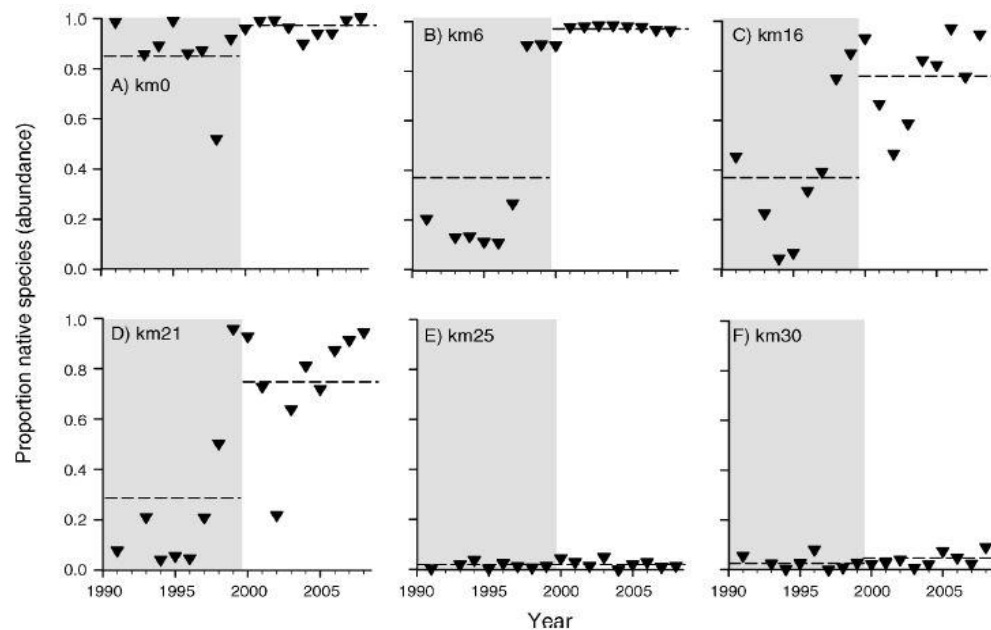 Proportion native species (abundance)
1.0
0.8
0.6
0.4
0.2
0.0
A) km0
B) km6
C) km16
1.0
0.8
0.6
0.4
0.2
0.0
D) km21
E) km25
F) km30
1990 1995 2000 2005
1990 1995 2000 2005
1990 1995 2000 2005
Year